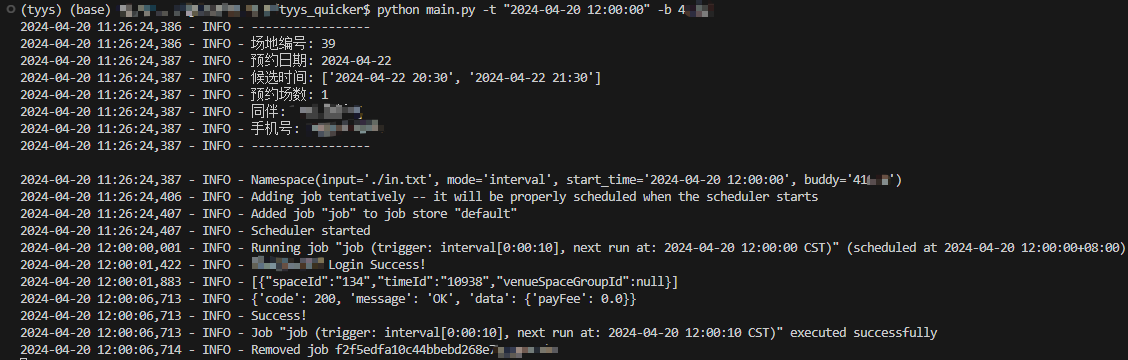 (tyys) (base) tyys_quicker$ python main.py -t "2024-04-20 12:00:00" -b 4
2024-04-20 11:26:24,386 - INFO - -----------------
2024-04-20 11:26:24,386 - INFO - 场地编号: 39
2024-04-20 11:26:24,387 - INFO - 预约日期: 2024-04-22
2024-04-20 11:26:24,387 - INFO - 候选时间: ['2024-04-22 20:30', '2024-04-22 21:30']
2024-04-20 11:26:24,387 - INFO - 预约场数: 1
2024-04-20 11:26:24,387 - INFO - 同伴:
2024-04-20 11:26:24,387 - INFO - 手机号:
2024-04-20 11:26:24,387 - INFO - -----------------
2024-04-20 11:26:24,387 - INFO - Namespace(input='./in.txt', mode='interval', start_time='2024-04-20 12:00:00', buddy='41')
2024-04-20 11:26:24,406 - INFO - Adding job tentatively -- it will be properly scheduled when the scheduler starts
2024-04-20 11:26:24,407 - INFO - Added job "job" to job store "default"
2024-04-20 11:26:24,407 - INFO - Scheduler started
2024-04-20 12:00:00,001 - INFO - Running job "job (trigger: interval[0:00:10], next run at: 2024-04-20 12:00:00 CST)" (scheduled at 2024-04-20 12:00:00+08:00)
2024-04-20 12:00:01,422 - INFO - Login Success!
2024-04-20 12:00:01,883 - INFO - [{"spaceId":"134","timeId":"10938","venueSpaceGroupId":null}]
2024-04-20 12:00:06,713 - INFO - {'code': 200, 'message': 'OK', 'data': {'payFee': 0.0}}
2024-04-20 12:00:06,713 - INFO - Success!
2024-04-20 12:00:06,713 - INFO - Job "job (trigger: interval[0:00:10], next run at: 2024-04-20 12:00:10 CST)" executed successfully
2024-04-20 12:00:06,714 - INFO - Removed job f2f5edfa10c44bbebd268e